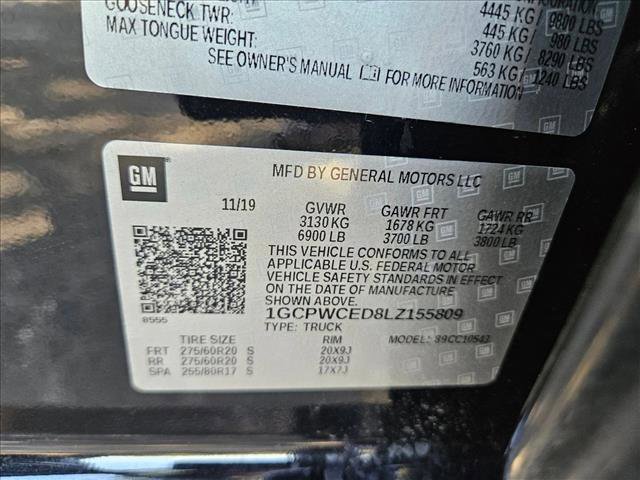 GOOSENECK TWR: 4445 KG / 9800 LBS
445 KG / 980 LBS
MAX TONGUE WEIGHT: 3760 KG / 8290 LBS
563 KG / 1240 LBS
SEE OWNER'S MANUAL FOR MORE INFORMATION
GM
MFD BY GENERAL MOTORS LLC
11/19 GVWR GAWR FRT GAWR RR
3130 KG 1678 KG 1724 KG
6900 LB 3700 LB 3800 LB
THIS VEHICLE CONFORMS TO ALL
APPLICABLE U.S. FEDERAL MOTOR
VEHICLE SAFETY STANDARDS IN EFFECT
ON THE DATE OF MANUFACTURE
SHOWN ABOVE.
8555 1GCPWCED8LZ155809
TYPE: TRUCK MODEL: 89CC10543
TIRE SIZE RIM
FRT 275/60R20 S 20X9J
RR 275/60R20 S 20X9J
SPA 255/80R17 S 17X7J